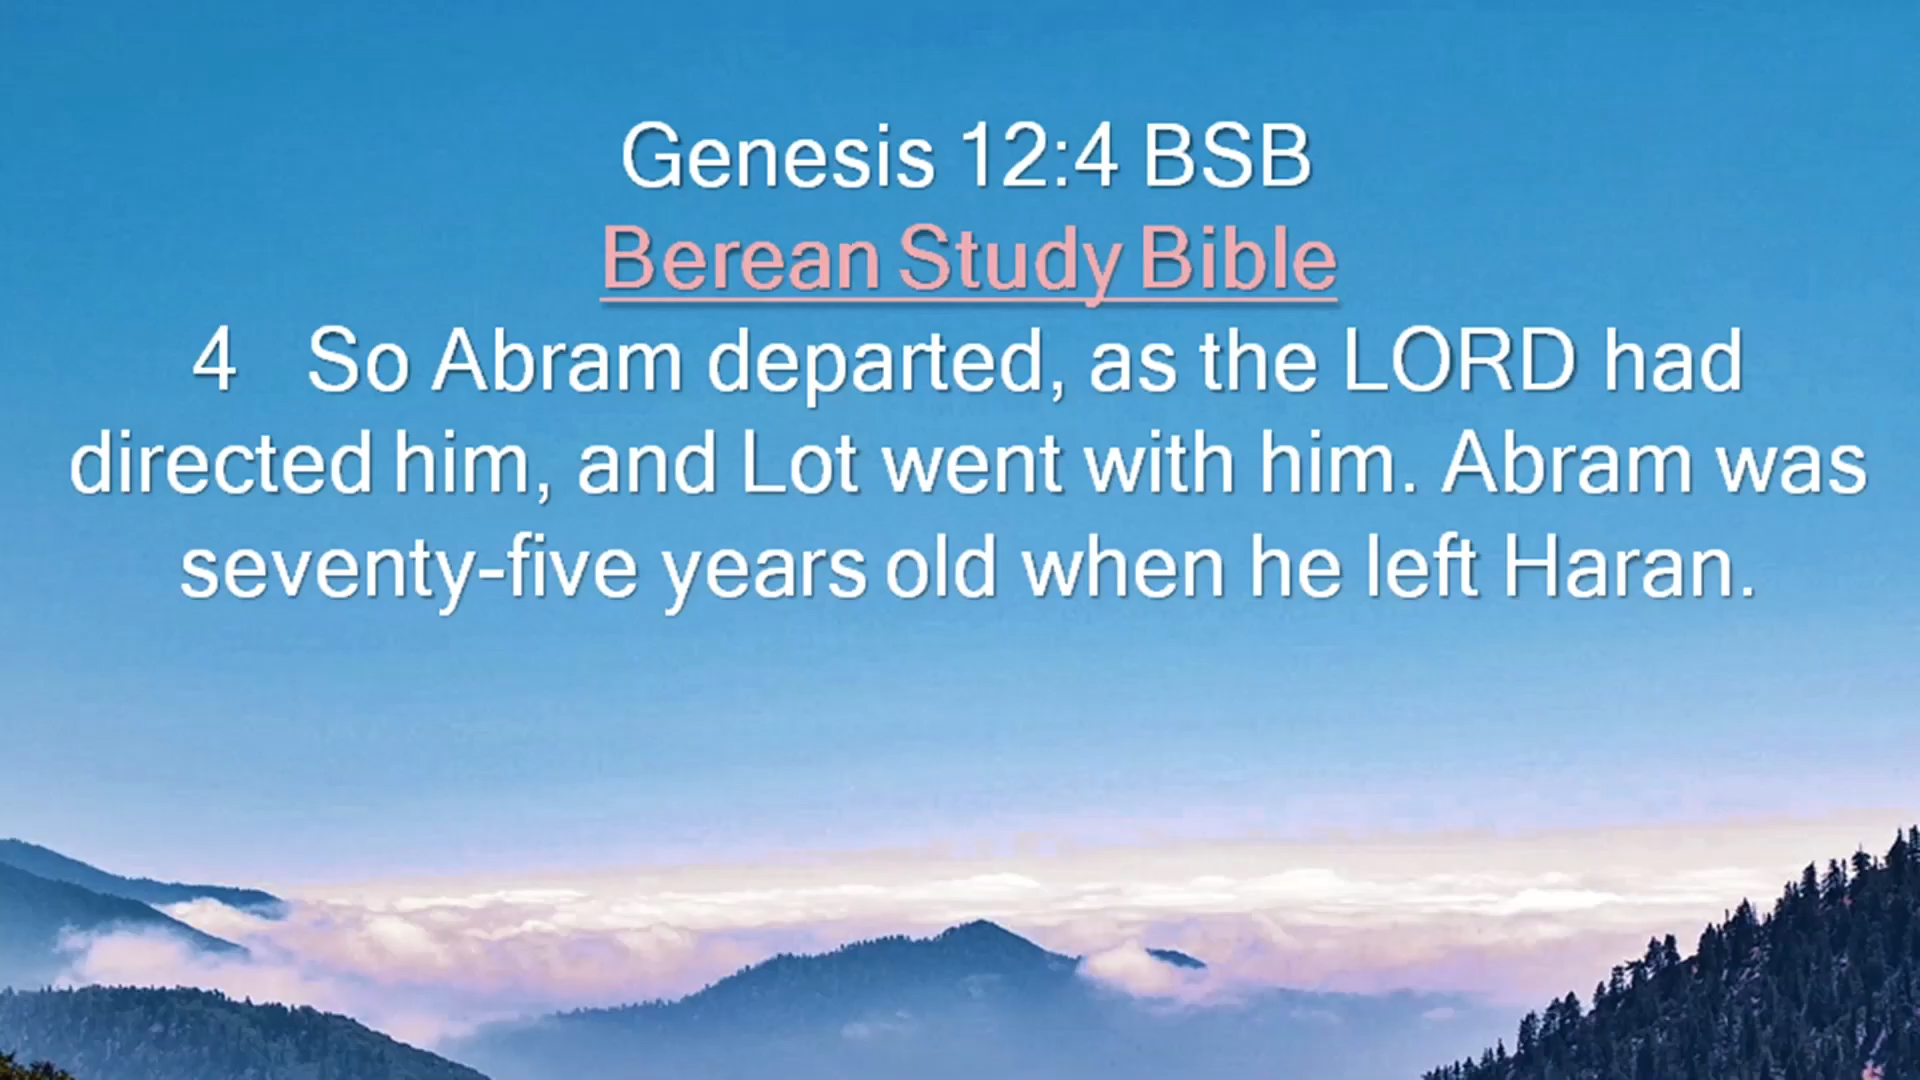 Genesis 12:4 BSB
Berean Study Bible
4 So Abram departed, as the LORD had
directed him, and Lot went with him. Abram was
seventy-five years old when he left Haran.